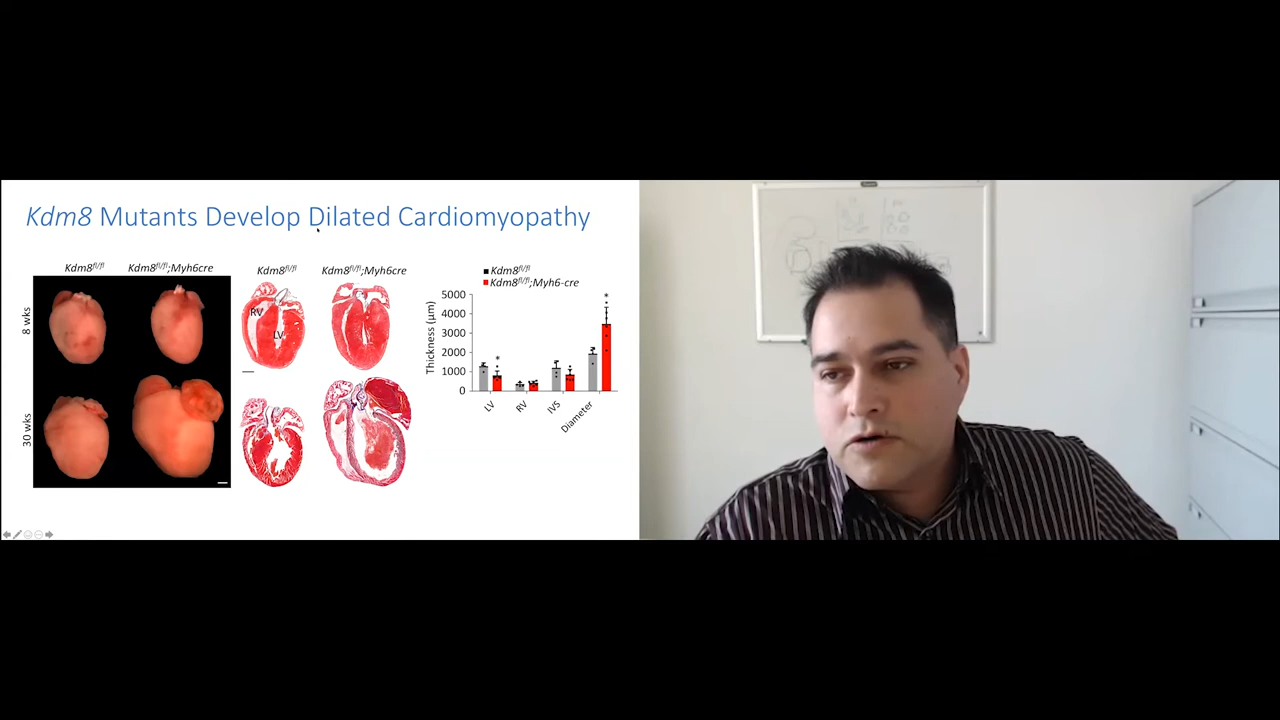 Kdm8 Mutants Develop Dilated Cardiomyopathy
Kdm8fl/fl
Kdm8fl/fl;Myh6cre
8 wks
30 wks
Kdm8fl/fl
Kdm8fl/fl;Myh6cre
RV
LV
Kdm8fl/fl
Kdm8fl/fl;Myh6-cre
Thickness (µm)
5000
4000
3000
2000
1000
0
*
*
LV
RV
IVS
Diameter